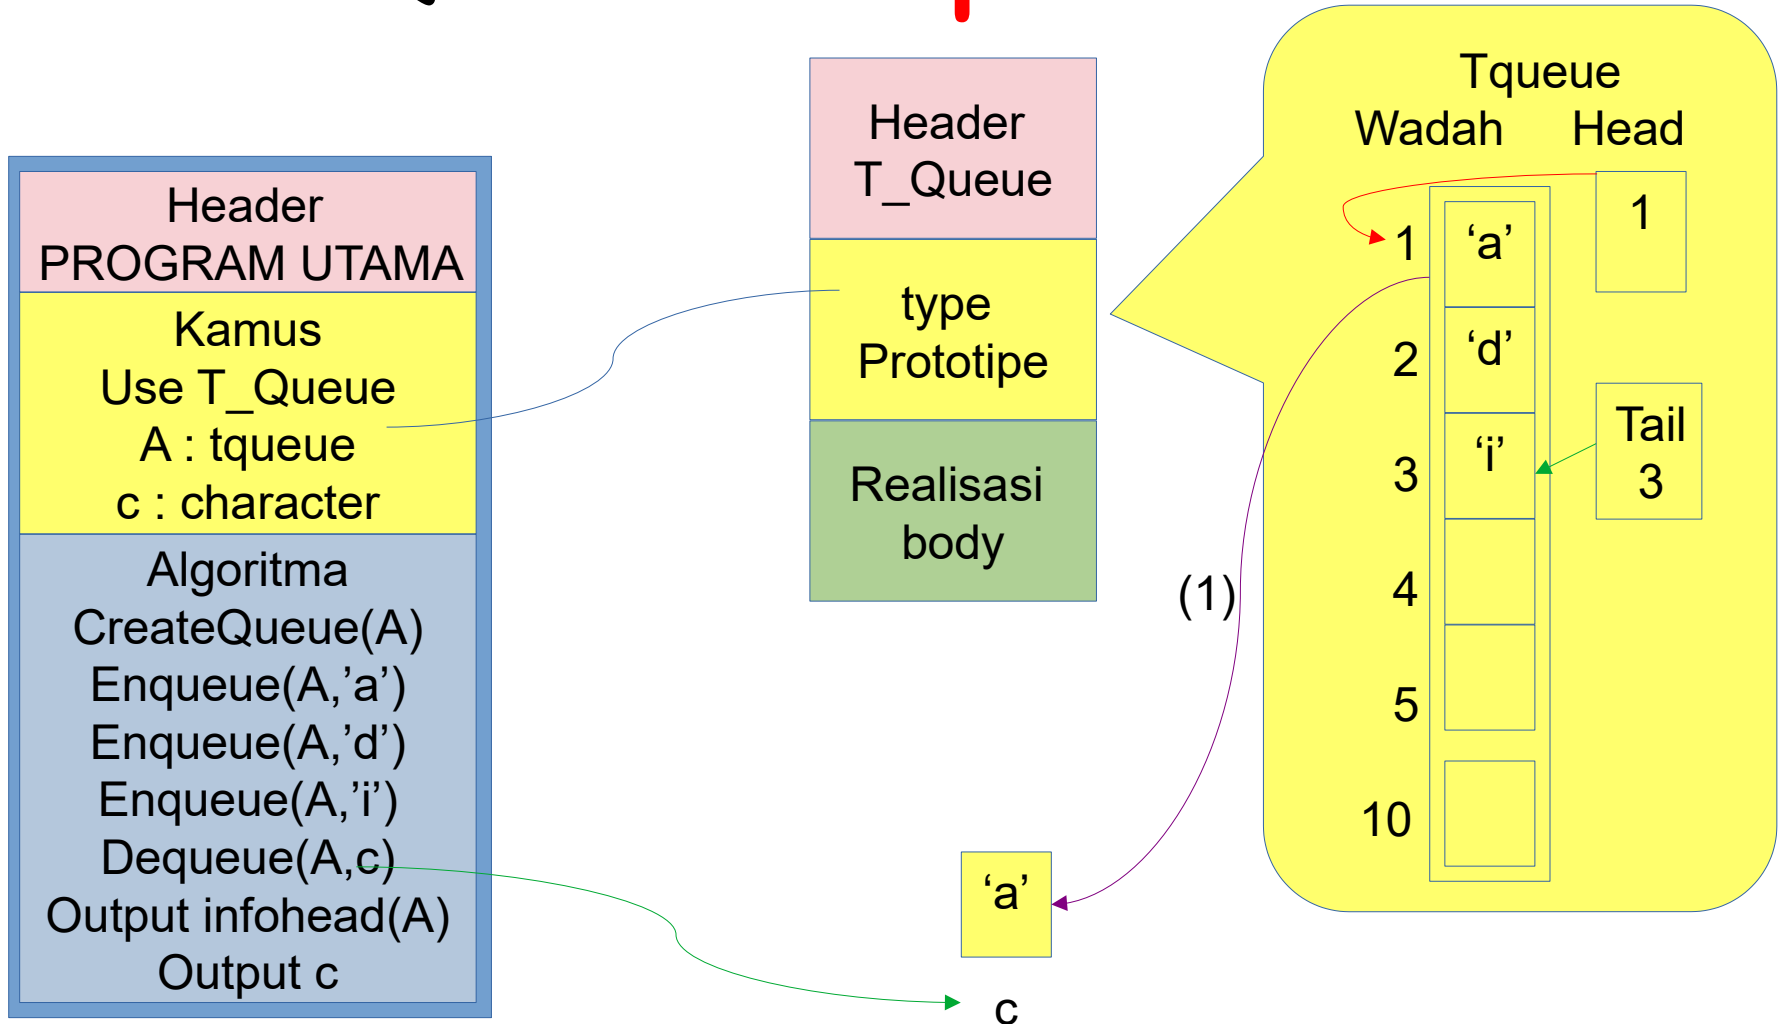 Header
PROGRAM UTAMA
Kamus
Use T_Queue
A : tqueue
c : character
Algoritma
CreateQueue(A)
Enqueue(A,’a’)
Enqueue(A,’d’)
Enqueue(A,’i’)
Dequeue(A,c)
Output infohead(A)
Output c
Header
T_Queue
type
Prototipe
Realisasi
body
(1)
‘a’
c
Tqueue
Wadah Head
1
1 ‘a’
2 ‘d’
3 ‘i’
Tail
3
4
5
10